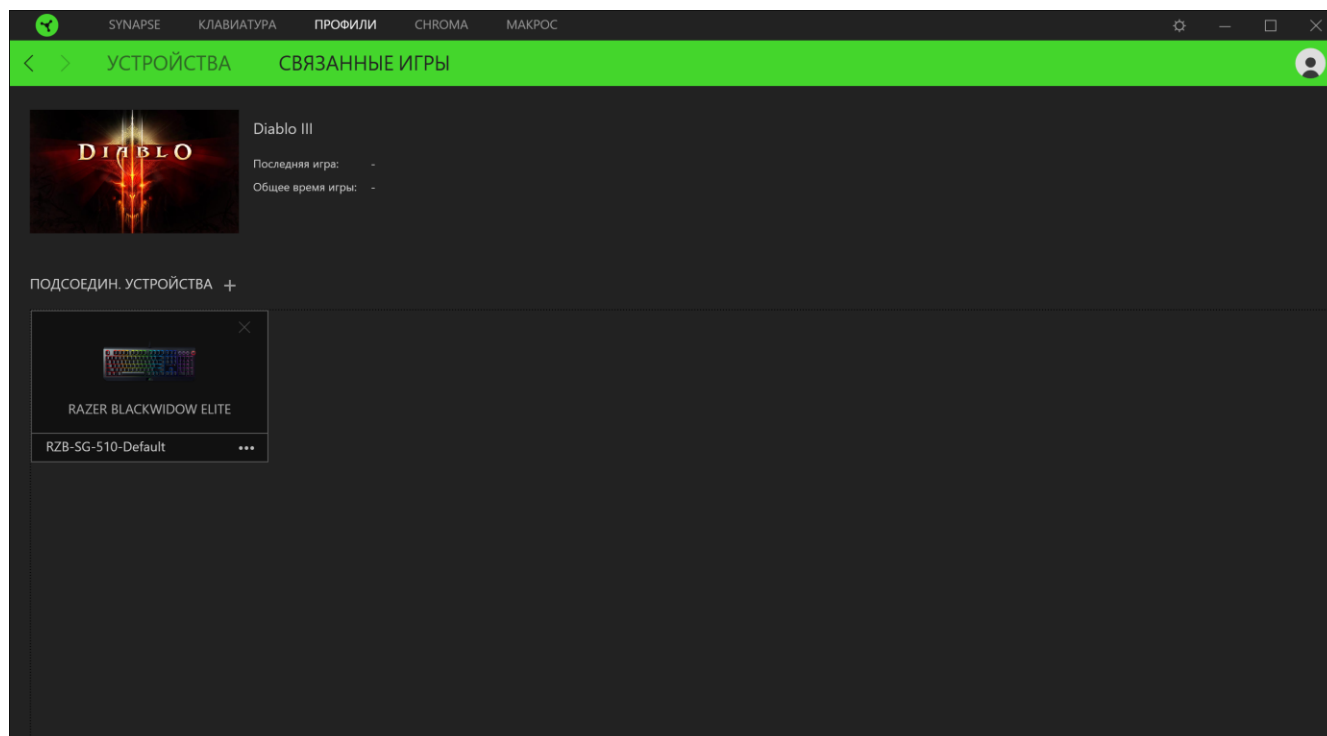 SYNAPSE КЛАВИАТУРА ПРОФИЛИ CHROMA МАКРОС
УСТРОЙСТВА СВЯЗАННЫЕ ИГРЫ
DIABLO
Diablo III
Последняя игра: -
Общее время игры: -
ПОДСОЕДИН. УСТРОЙСТВА +
RAZER BLACKWIDOW ELITE
RZB-SG-510-Default •••